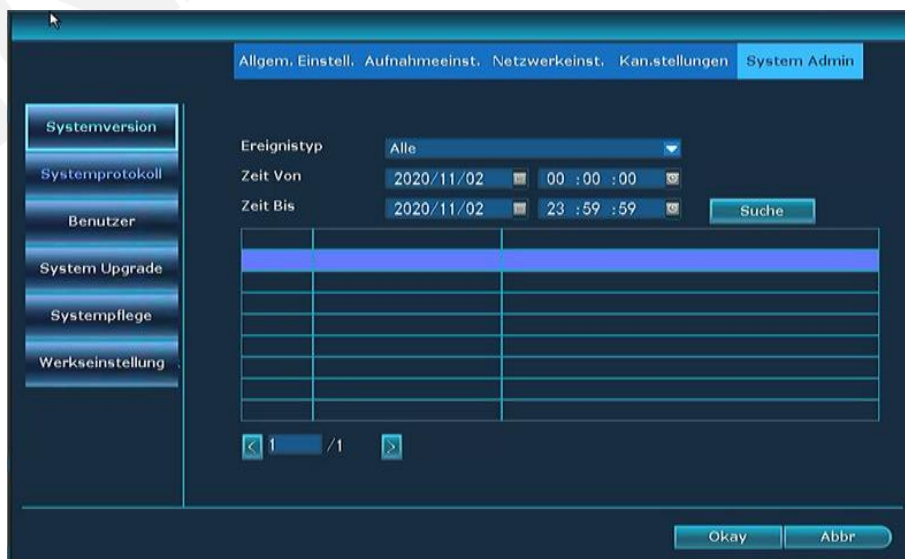 Allgem. Einstell. Aufnahmeeinst. Netzwerkeinst. Kan.stellungen System Admin
Systemversion
Systemprotokoll
Benutzer
System Upgrade
Systempflege
Werkseinstellung
Ereignistyp Alle
Zeit Von 2020/11/02 00 :00 :00
Zeit Bis 2020/11/02 23 :59 :59 Suche
< 1 /1 >
Okay Abbr